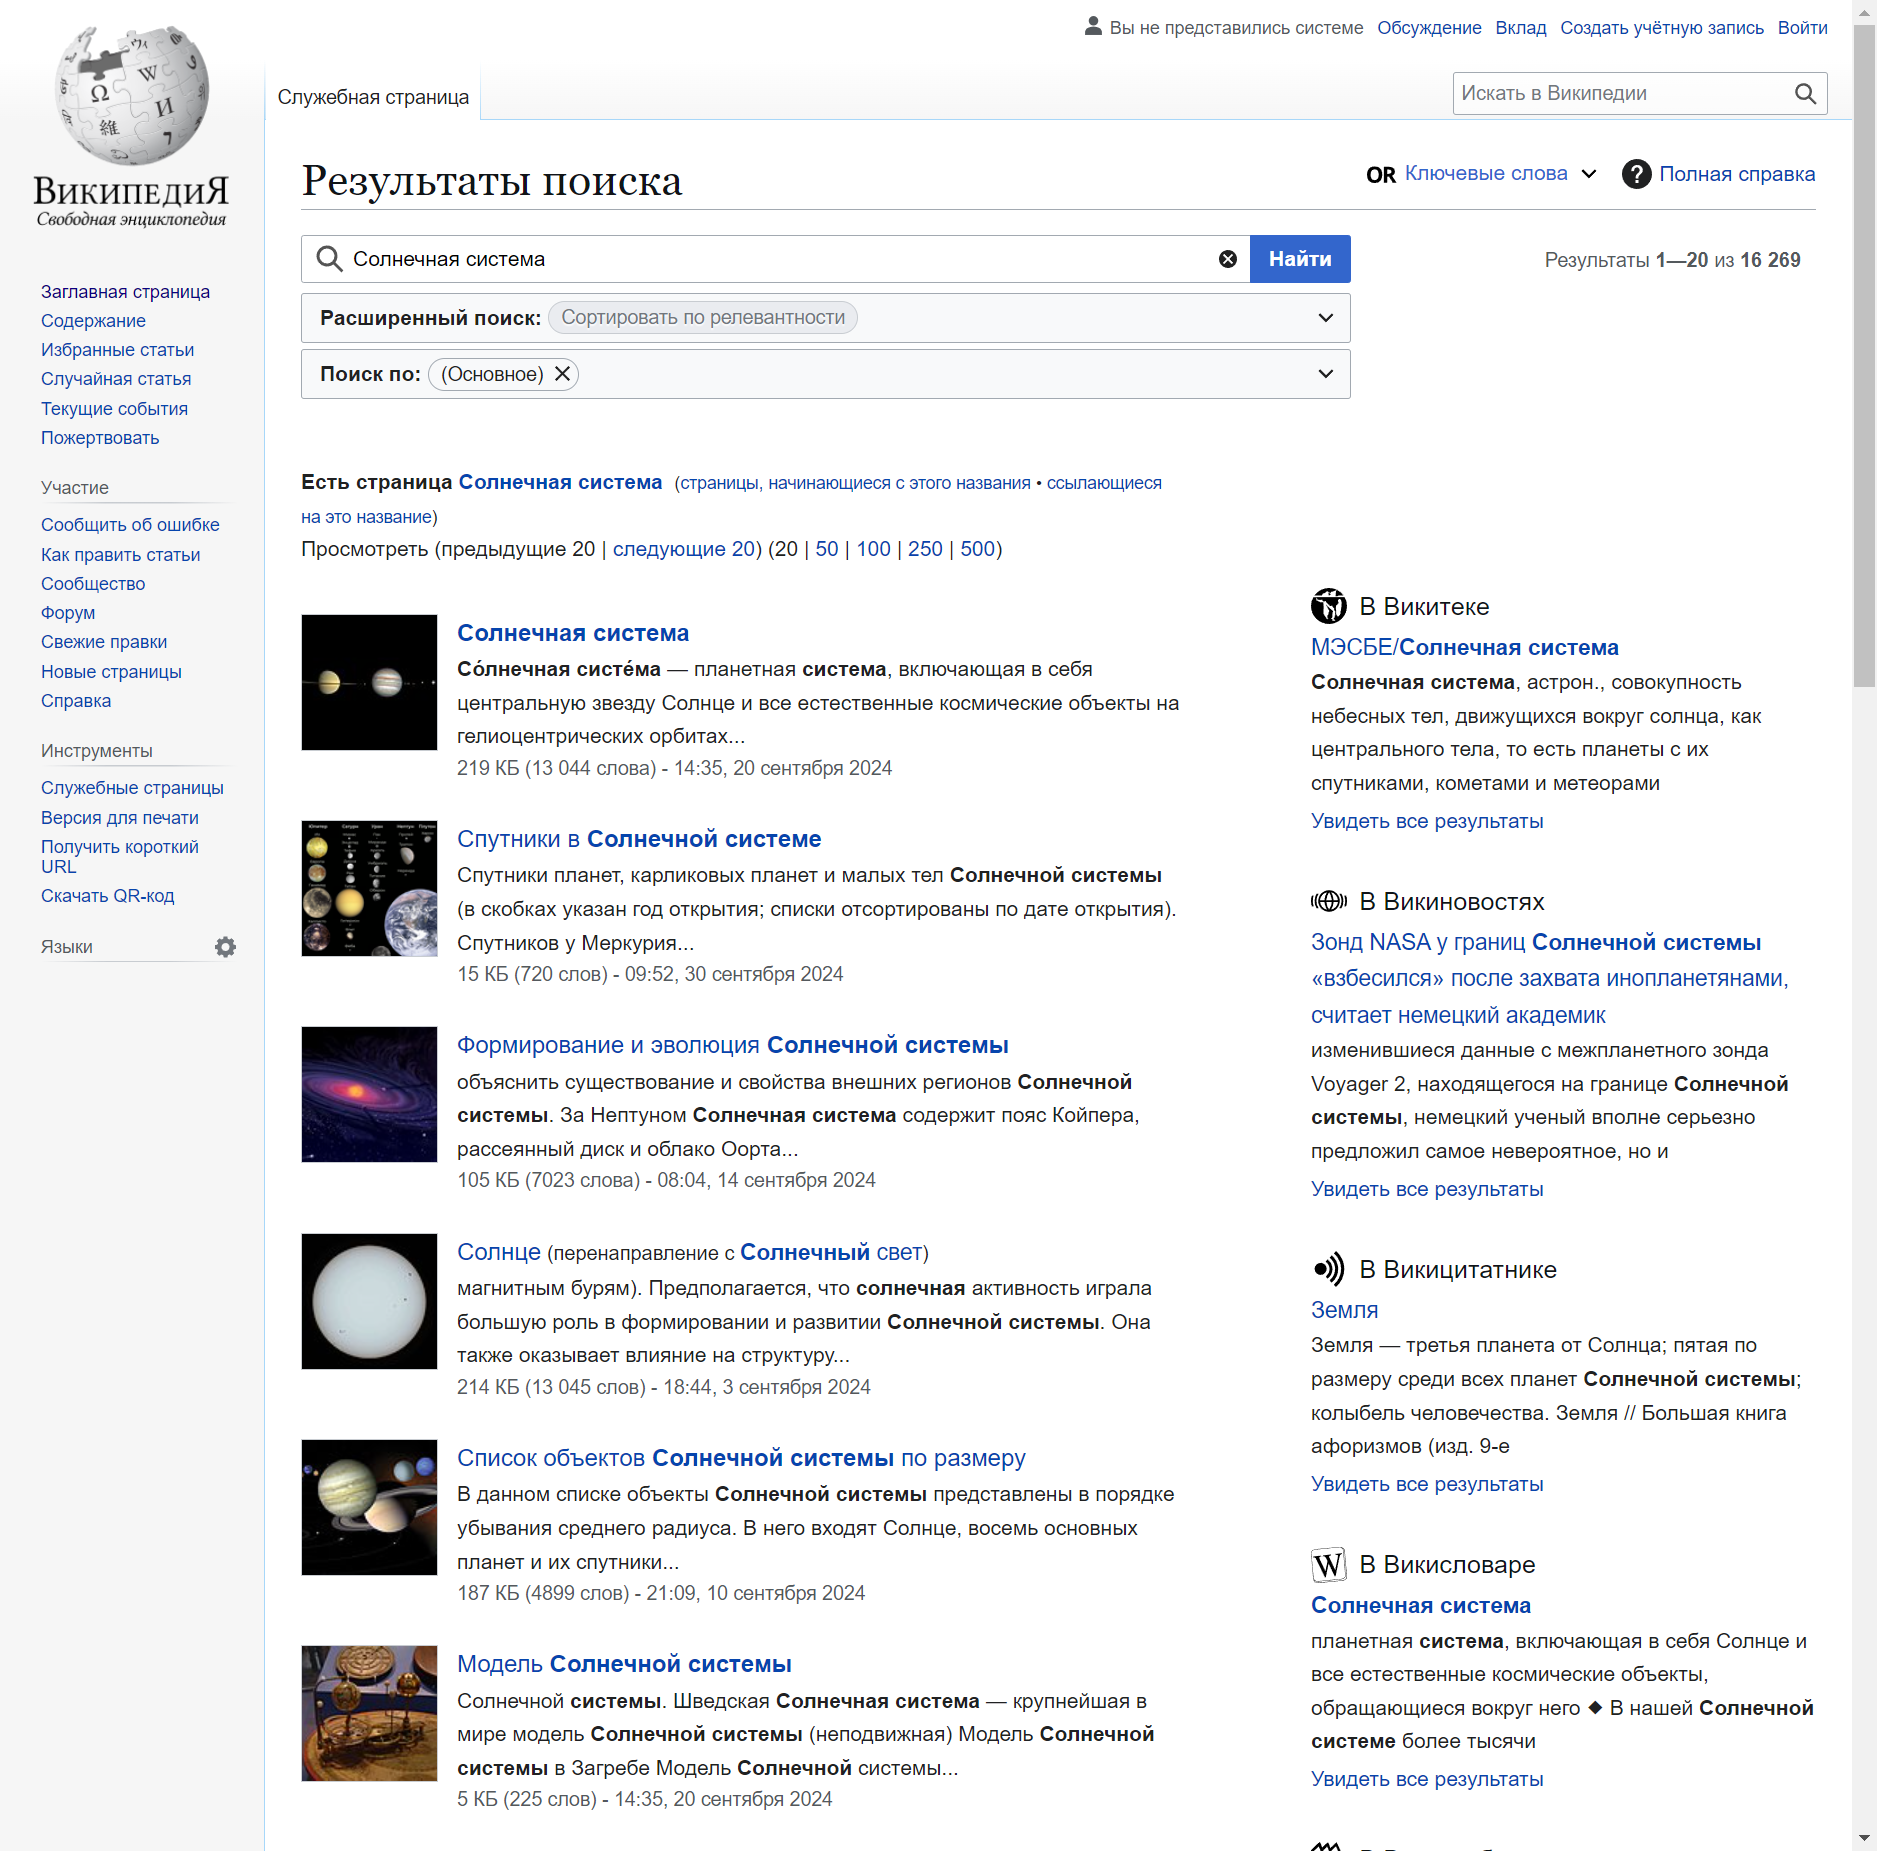 Вы не представились системе Обсуждение Вклад Создать учётную запись Войти
Служебная страница
Искать в Википедии
ВикипедиЯ
Свободная энциклопедия
Заглавная страница
Содержание
Избранные статьи
Случайная статья
Текущие события
Пожертвовать
Участие
Сообщить об ошибке
Как править статьи
Сообщество
Форум
Свежие правки
Новые страницы
Справка
Инструменты
Служебные страницы
Версия для печати
Получить короткий
URL
Скачать QR-код
Языки
Результаты поиска
OR Ключевые слова
? Полная справка
Солнечная система
Найти
Результаты 1—20 из 16 269
Расширенный поиск: Сортировать по релевантности
Поиск по: (Основное)
Есть страница Солнечная система (страницы, начинающиеся с этого названия • ссылающиеся
на это название)
Просмотреть (предыдущие 20 | следующие 20) (20 | 50 | 100 | 250 | 500)
Солнечная система
Со́лнечная систе́ма — планетная система, включающая в себя
центральную звезду Солнце и все естественные космические объекты на
гелиоцентрических орбитах...
219 КБ (13 044 слова) - 14:35, 20 сентября 2024
Спутники в Солнечной системе
Спутники планет, карликовых планет и малых тел Солнечной системы
(в скобках указан год открытия; списки отсортированы по дате открытия).
Спутников у Меркурия...
15 КБ (720 слов) - 09:52, 30 сентября 2024
Формирование и эволюция Солнечной системы
объяснить существование и свойства внешних регионов Солнечной
системы. За Нептуном Солнечная система содержит пояс Койпера,
рассеянный диск и облако Оорта...
105 КБ (7023 слова) - 08:04, 14 сентября 2024
Солнце (перенаправление с Солнечный свет)
магнитным бурям). Предполагается, что солнечная активность играла
большую роль в формировании и развитии Солнечной системы. Она
также оказывает влияние на структуру...
214 КБ (13 045 слов) - 18:44, 3 сентября 2024
Список объектов Солнечной системы по размеру
В данном списке объекты Солнечной системы представлены в порядке
убывания среднего радиуса. В него входят Солнце, восемь основных
планет и их спутники...
187 КБ (4899 слов) - 21:09, 10 сентября 2024
Модель Солнечной системы
Солнечной системы. Шведская Солнечная система — крупнейшая в
мире модель Солнечной системы (неподвижная) Модель Солнечной
системы в Загребе Модель Солнечной системы...
5 КБ (225 слов) - 14:35, 20 сентября 2024
В Викитеке
МЭСБЕ/Солнечная система
Солнечная система, астрон., совокупность
небесных тел, движущихся вокруг солнца, как
центрального тела, то есть планеты с их
спутниками, кометами и метеорами
Увидеть все результаты
В Викиновостях
Зонд NASA у границ Солнечной системы
«взбесился» после захвата инопланетянами,
считает немецкий академик
изменившиеся данные с межпланетного зонда
Voyager 2, находящегося на границе Солнечной
системы, немецкий ученый вполне серьезно
предложил самое невероятное, но и
Увидеть все результаты
В Викицитатнике
Земля
Земля — третья планета от Солнца; пятая по
размеру среди всех планет Солнечной системы;
колыбель человечества. Земля // Большая книга
афоризмов (изд. 9-е
Увидеть все результаты
В Викисловаре
Солнечная система
планетная система, включающая в себя Солнце и
все естественные космические объекты,
обращающиеся вокруг него ◆ В нашей Солнечной
системе более тысячи
Увидеть все результаты